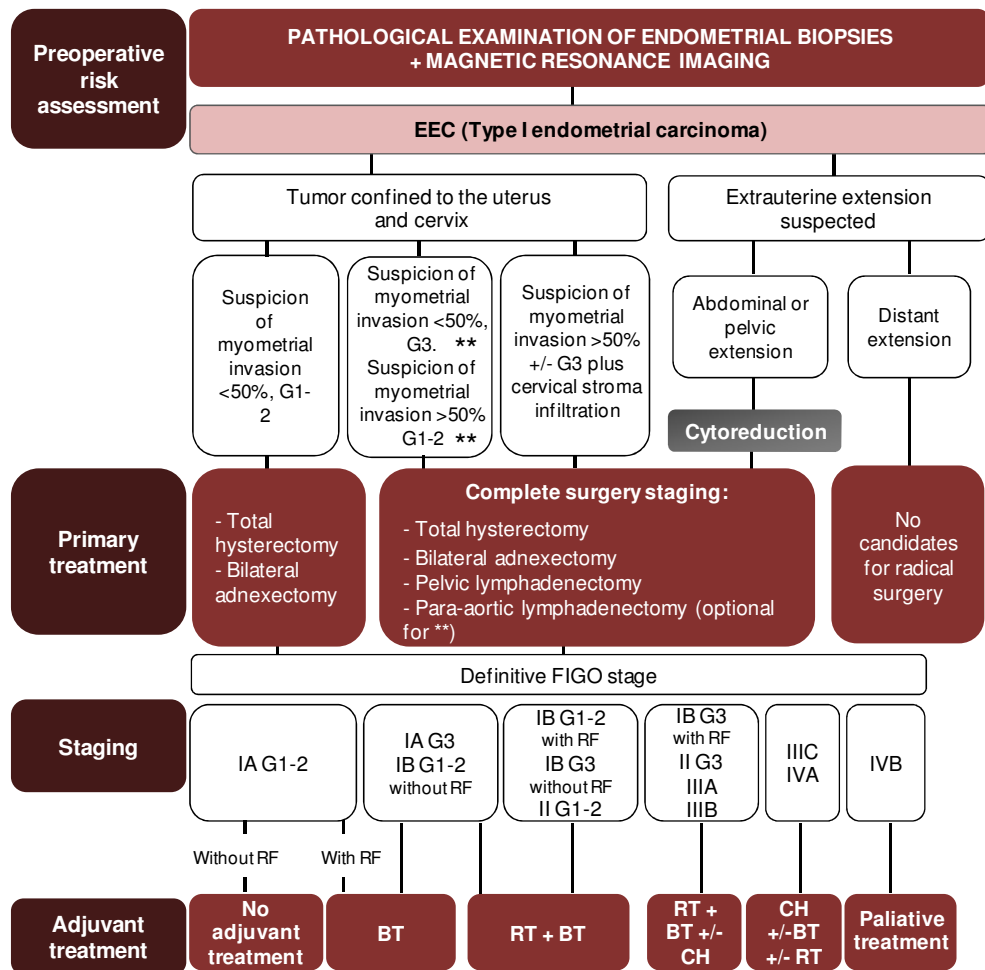 Preoperative
risk
assessment
PATHOLOGICAL EXAMINATION OF ENDOMETRIAL BIOPSIES
+ MAGNETIC RESONANCE IMAGING
EEC (Type I endometrial carcinoma)
Tumor confined to the uterus
and cervix
Extrauterine extension
suspected
Suspicion
of
myometrial
invasion
<50%, G1-
2
Suspicion of
myometrial
invasion <50%,
G3. **
Suspicion of
myometrial
invasion >50%
G1-2 **
Suspicion of
myometrial
invasion >50%
+/- G3 plus
cervical stroma
infiltration
Abdominal or
pelvic
extension
Distant
extension
Cytoreduction
Primary
treatment
- Total
hysterectomy
- Bilateral
adnexectomy
Complete surgery staging:
- Total hysterectomy
- Bilateral adnexectomy
- Pelvic lymphadenectomy
- Para-aortic lymphadenectomy (optional
for **)
No
candidates
for radical
surgery
Definitive FIGO stage
Staging
IA G1-2
IA G3
IB G1-2
without RF
IB G1-2
with RF
IB G3
without RF
II G1-2
IB G3
with RF
II G3
IIIA
IIIB
IIIC
IVA
IVB
Without RF
With RF
Adjuvant
treatment
No
adjuvant
treatment
BT
RT + BT
RT +
BT +/-
CH
CH
+/-BT
+/- RT
Paliative
treatment